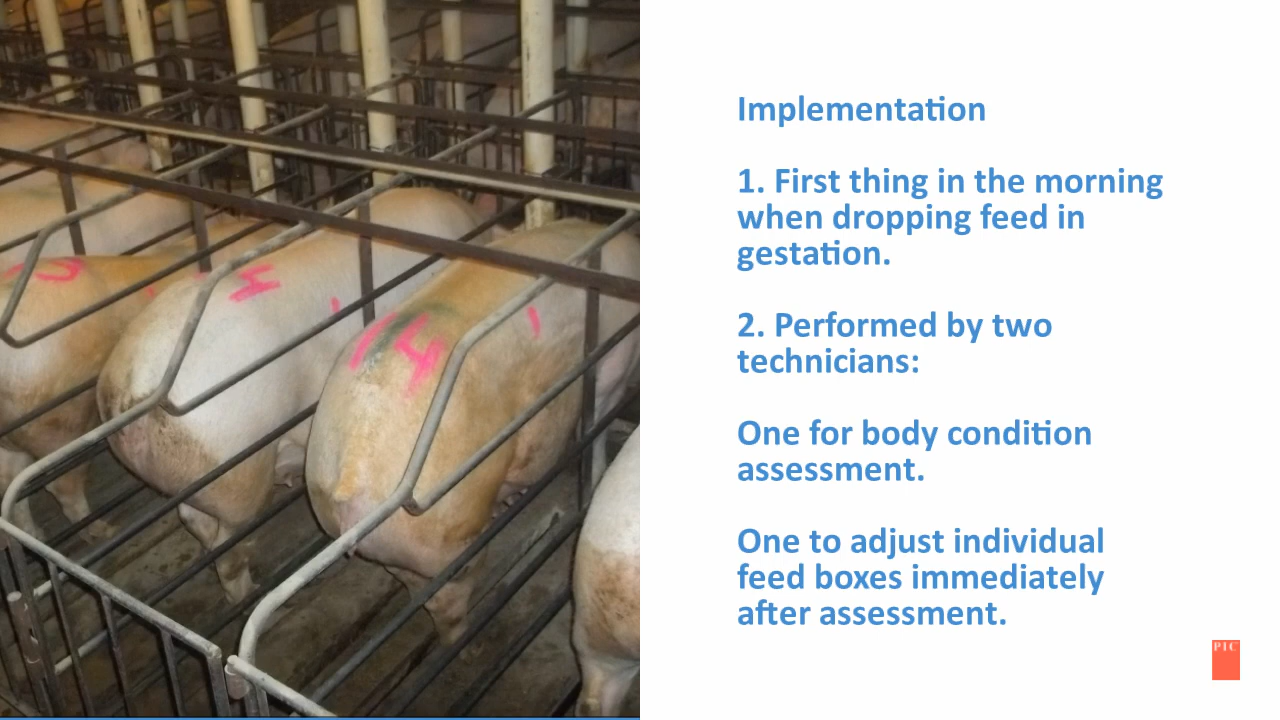 Implementation
1. First thing in the morning
when dropping feed in
gestation.
2. Performed by two
technicians:
One for body condition
assessment.
One to adjust individual
feed boxes immediately
after assessment.
PIC